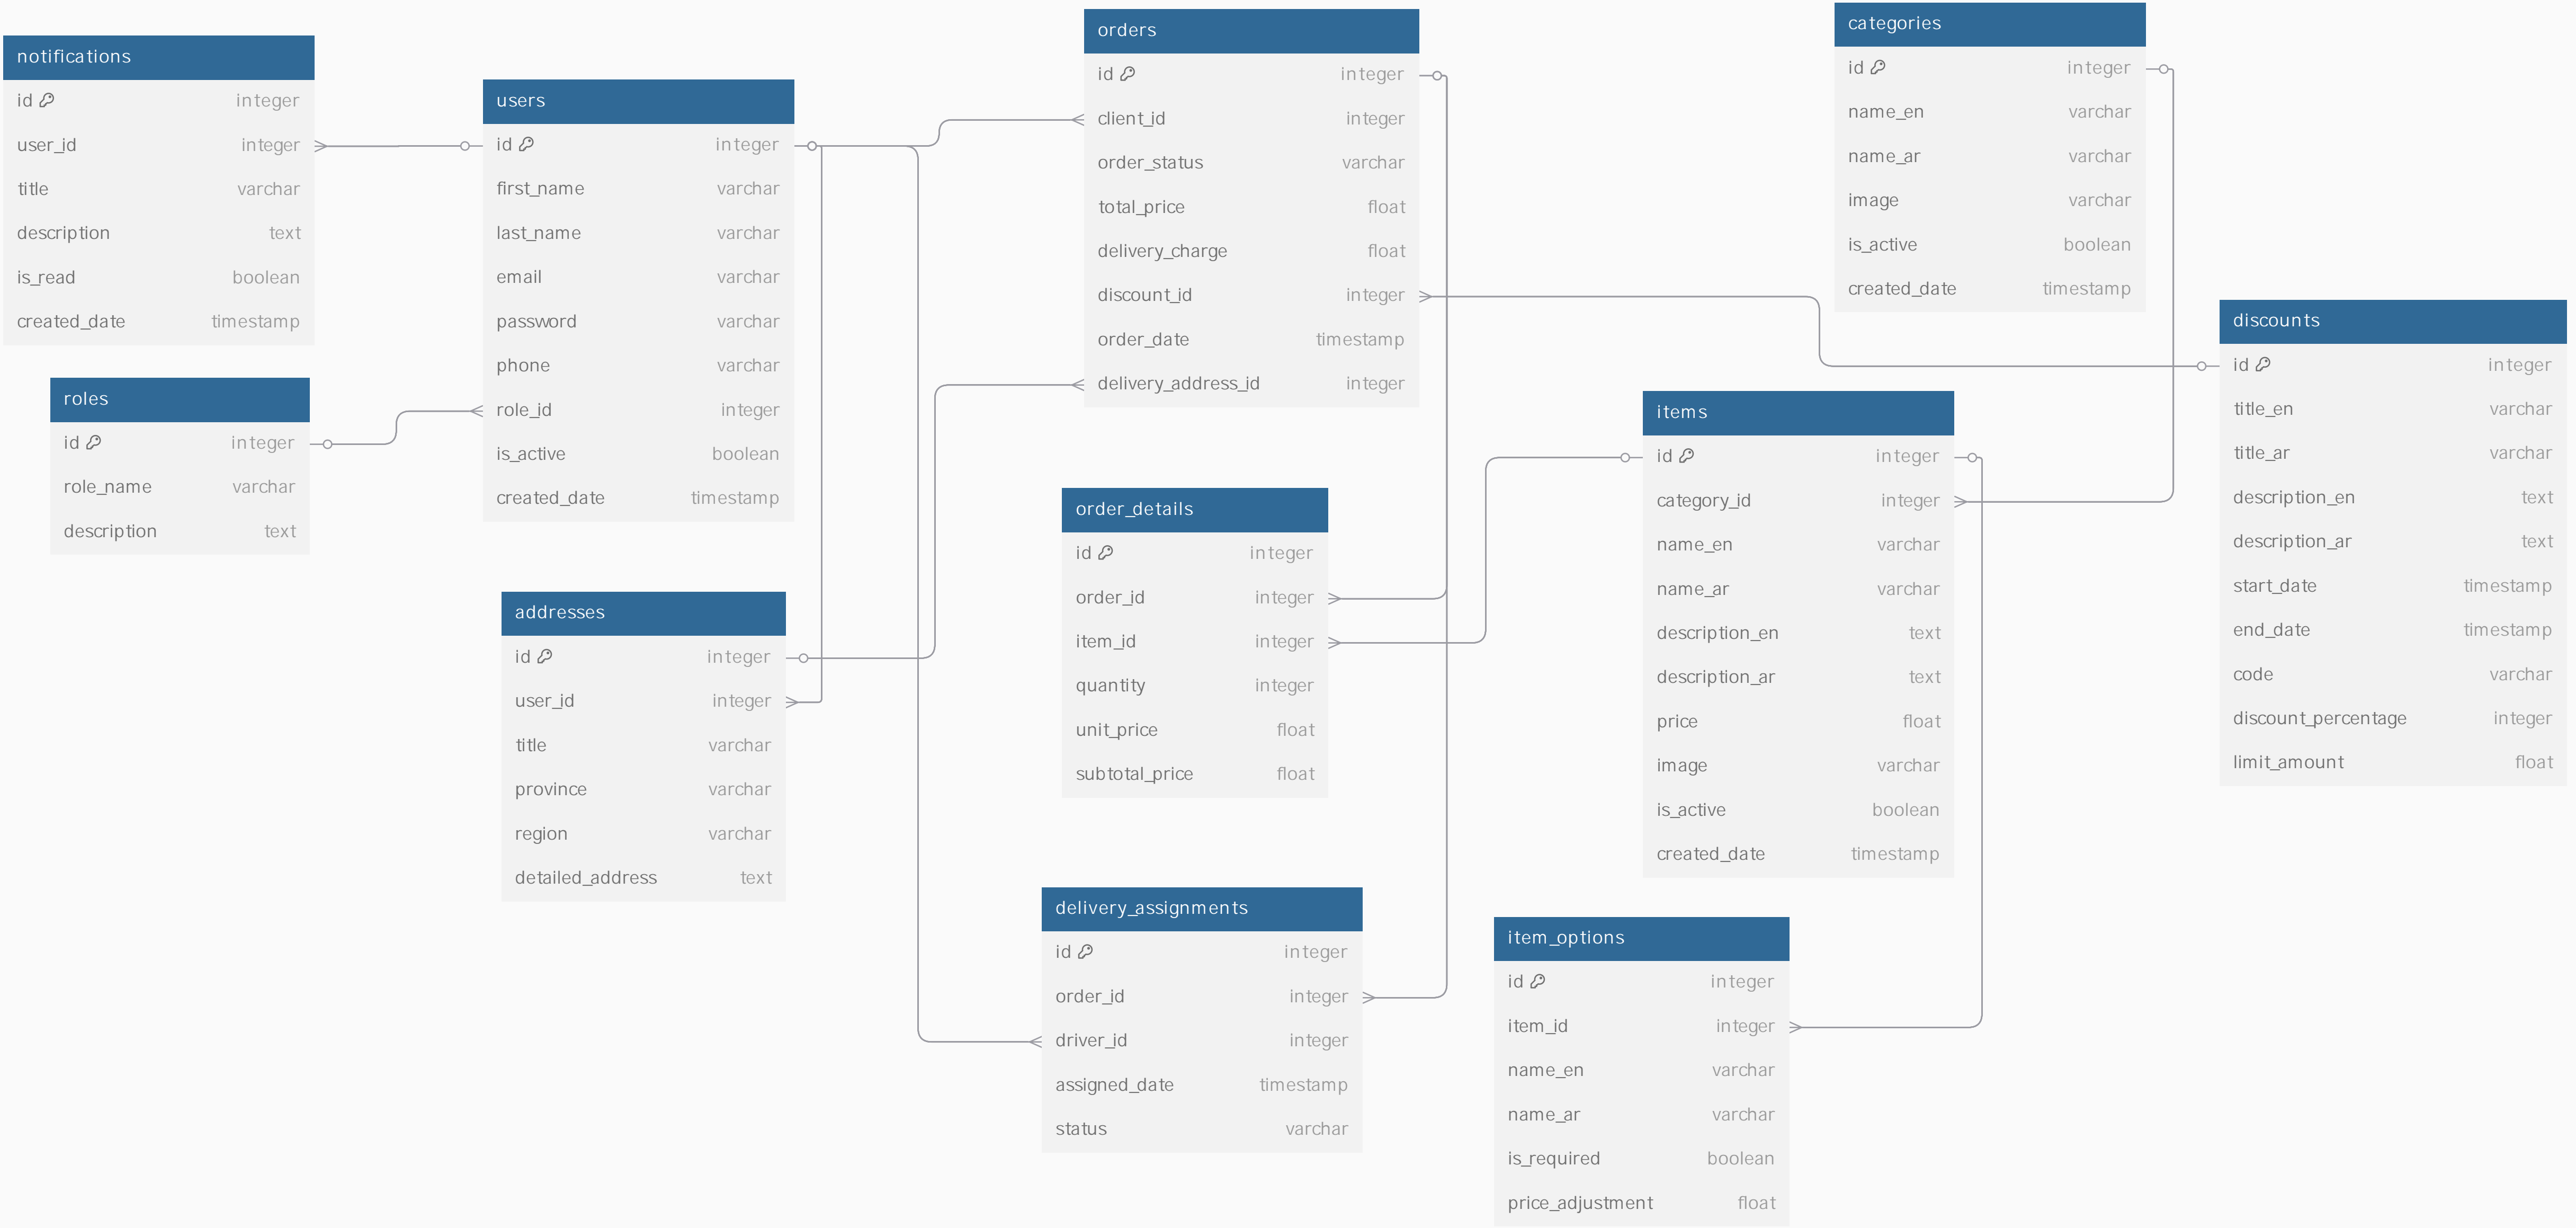 notifications
id integer
user_id integer
title varchar
description text
is_read boolean
created_date timestamp
roles
id integer
role_name varchar
description text
users
id integer
first_name varchar
last_name varchar
email varchar
password varchar
phone varchar
role_id integer
is_active boolean
created_date timestamp
addresses
id integer
user_id integer
title varchar
province varchar
region varchar
detailed_address text
orders
id integer
client_id integer
order_status varchar
total_price float
delivery_charge float
discount_id integer
order_date timestamp
delivery_address_id integer
order_details
id integer
order_id integer
item_id integer
quantity integer
unit_price float
subtotal_price float
delivery_assignments
id integer
order_id integer
driver_id integer
assigned_date timestamp
status varchar
categories
id integer
name_en varchar
name_ar varchar
image varchar
is_active boolean
created_date timestamp
items
id integer
category_id integer
name_en varchar
name_ar varchar
description_en text
description_ar text
price float
image varchar
is_active boolean
created_date timestamp
item_options
id integer
item_id integer
name_en varchar
name_ar varchar
is_required boolean
price_adjustment float
discounts
id integer
title_en varchar
title_ar varchar
description_en text
description_ar text
start_date timestamp
end_date timestamp
code varchar
discount_percentage integer
limit_amount float